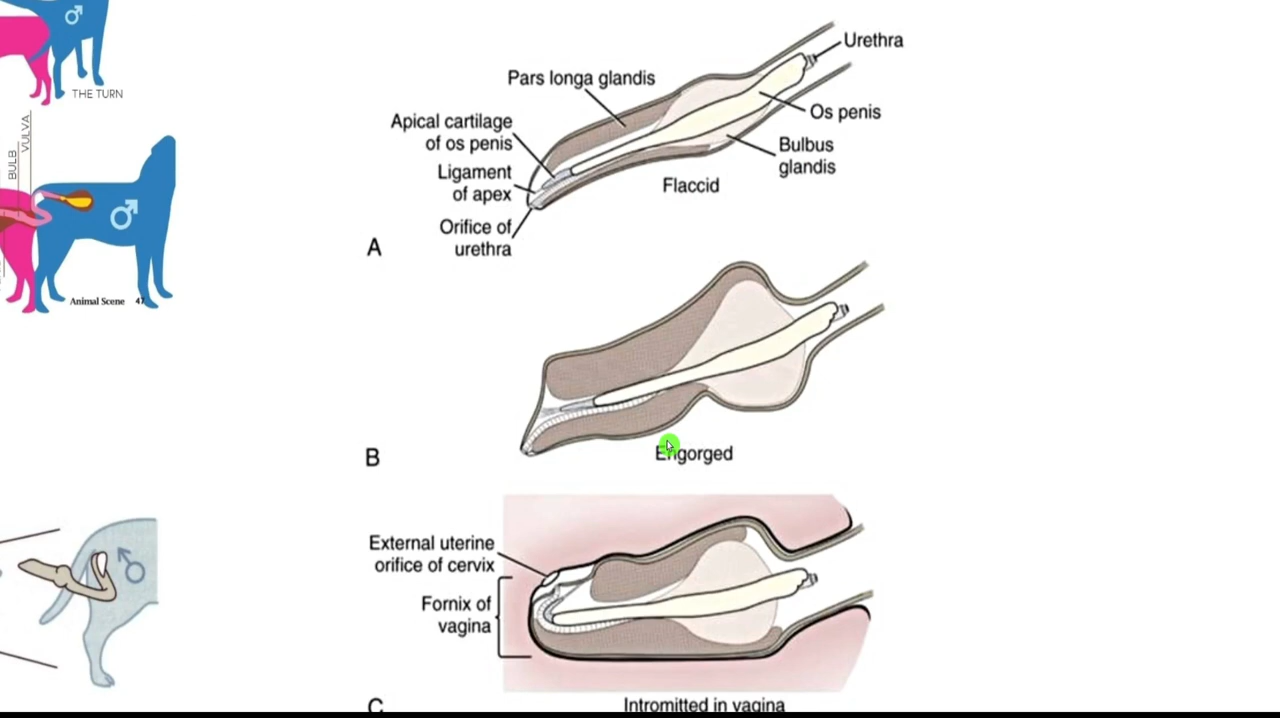 THE TURN
BULB
VULVA
Animal Scene 47
Urethra
Pars longa glandis
Os penis
Apical cartilage
of os penis
Bulbus
glandis
Ligament
of apex
Flaccid
Orifice of
urethra
A
B
Engorged
External uterine
orifice of cervix
Fornix of
vagina
C
Intromitted in vagina